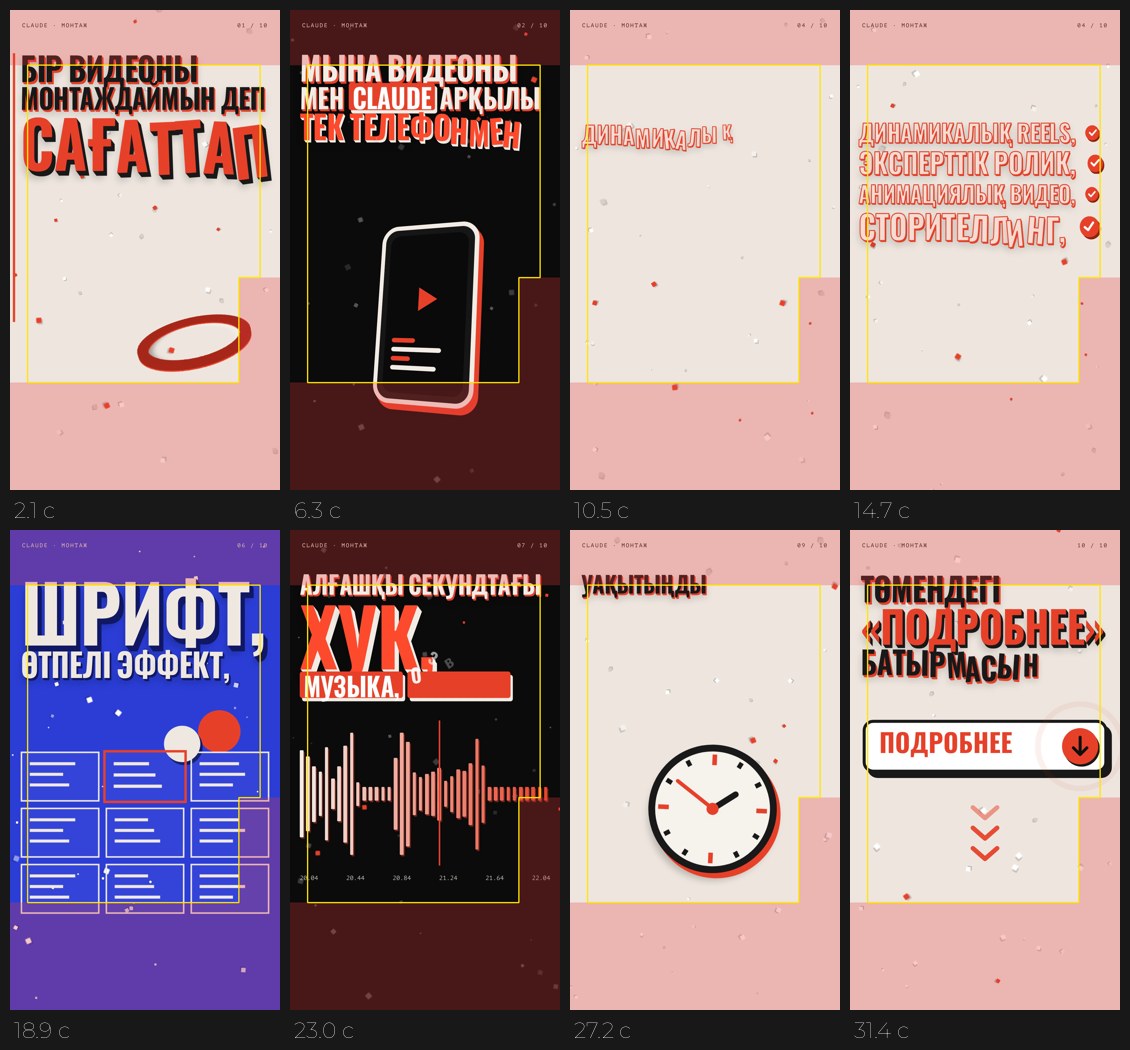 CLAUDE · МОНТАЖ 01 / 10
БІР ВИДЕОНЫ
МОНТАЖДАЙМЫН ДЕП
САҒАТТАП
2.1 с
CLAUDE · МОНТАЖ 02 / 10
МЫНА ВИДЕОНЫ
МЕН CLAUDE АРҚЫЛЫ
ТЕК ТЕЛЕФОНМЕН
6.3 с
CLAUDE · МОНТАЖ 04 / 10
ДИНАМИКАЛЫ Қ
10.5 с
CLAUDE · МОНТАЖ 04 / 10
ДИНАМИКАЛЫҚ REELS,
ЭКСПЕРТТІК РОЛИК,
АНИМАЦИЯЛЫҚ ВИДЕО,
СТОРИТЕЛЛИНГ,
14.7 с
CLAUDE · МОНТАЖ 06 / 10
ШРИФТ,
ӨТПЕЛІ ЭФФЕКТ,
18.9 с
CLAUDE · МОНТАЖ 07 / 10
АЛҒАШҚЫ СЕКУНДТАҒЫ
ХУК,
МУЗЫКА,
20.04 20.44 20.84 21.24 21.64 22.04
23.0 с
CLAUDE · МОНТАЖ 09 / 10
УАҚЫТЫҢДЫ
27.2 с
CLAUDE · МОНТАЖ 10 / 10
ТӨМЕНДЕГІ
«ПОДРОБНЕЕ»
БАТЫРМАСЫН
ПОДРОБНЕЕ
31.4 с